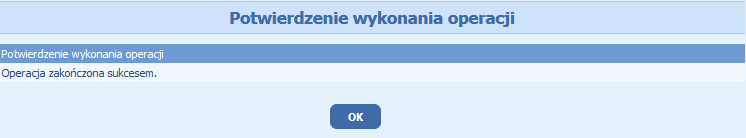 Potwierdzenie wykonania operacji
Potwierdzenie wykonania operacji
Operacja zakończona sukcesem.
OK